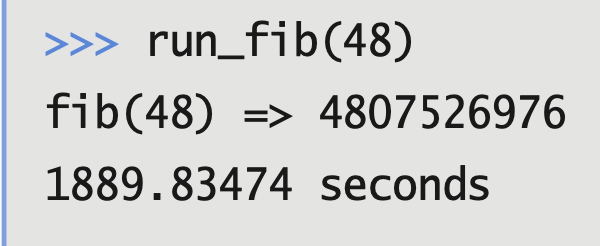 >>> run_fib(48)
fib(48) => 4807526976
1889.83474 seconds